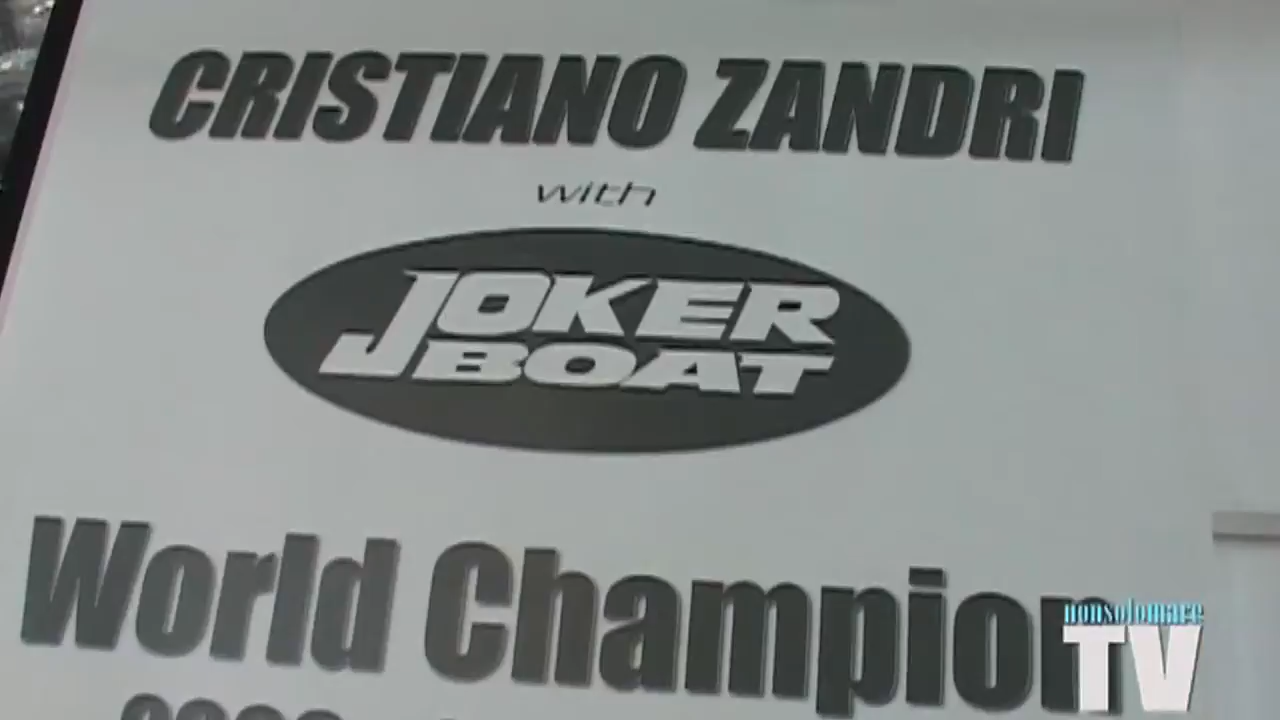 CRISTIANO ZANDRI
with
JOKER
BOAT
World Champion
nonsolomare
TV